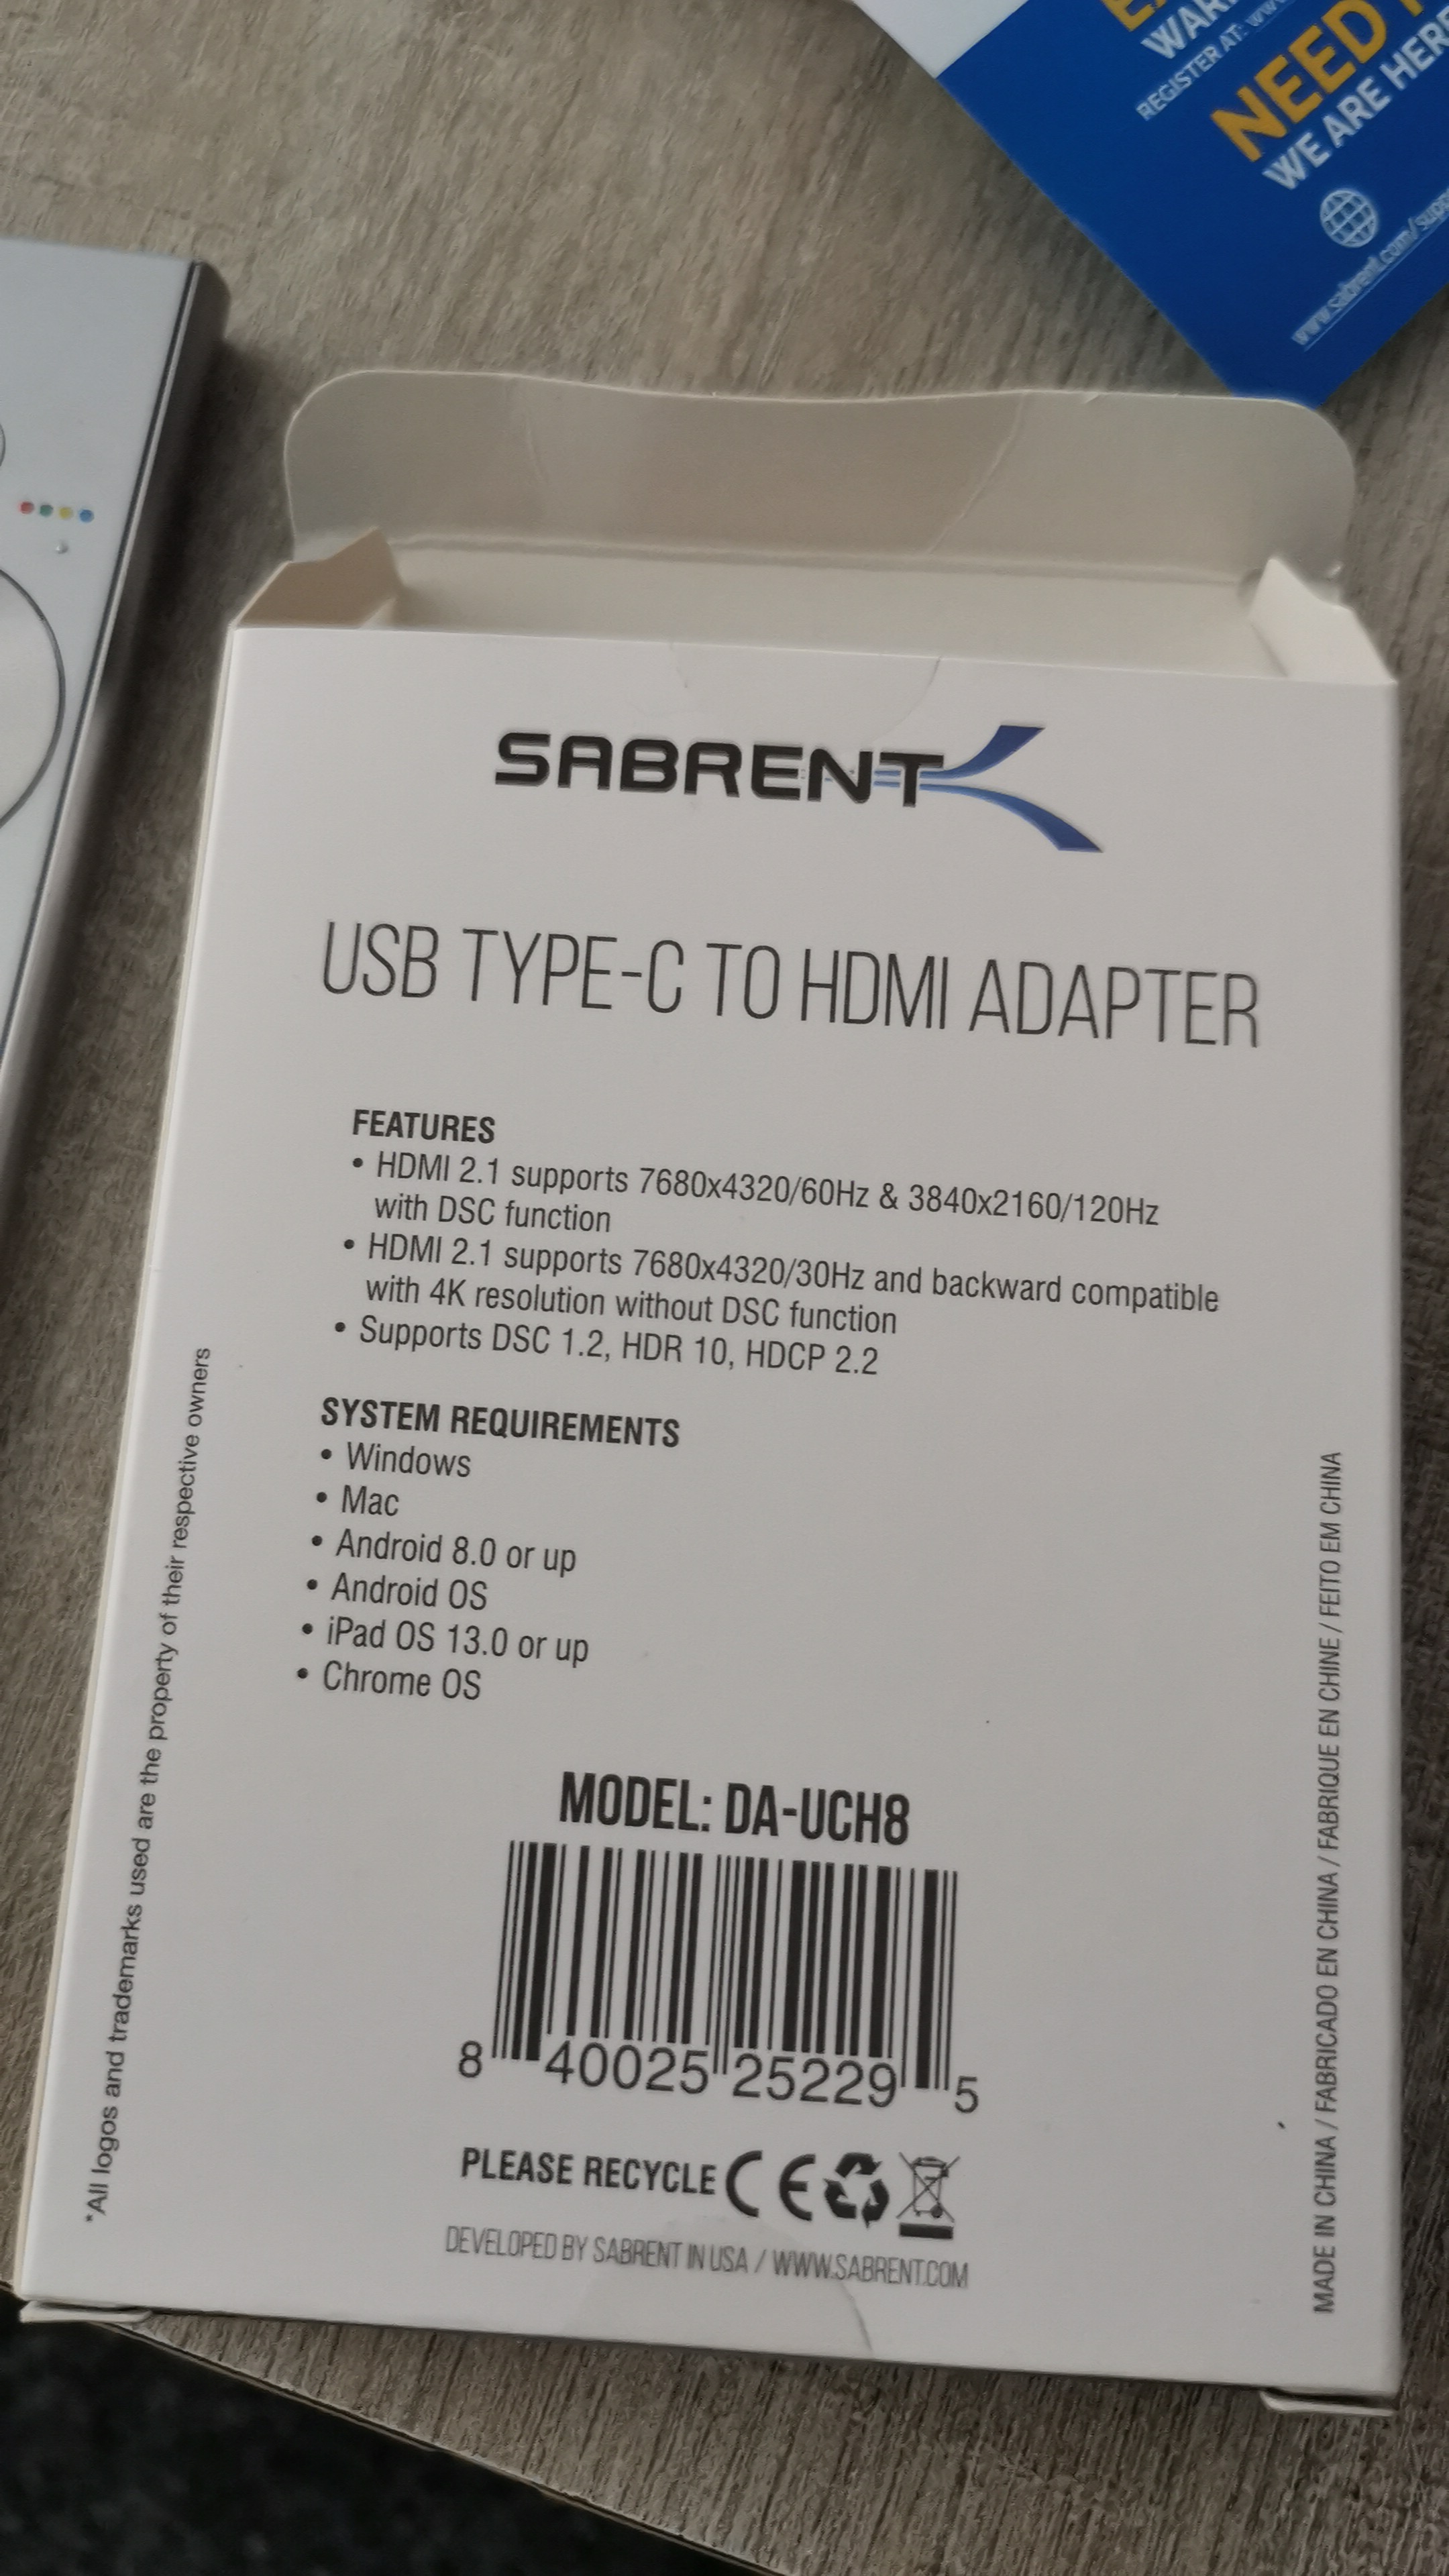 WAR
REGISTER AT:
NEED
WE ARE HERE
www.sabrent.com/
SABRENT
USB TYPE-C TO HDMI ADAPTER
FEATURES
• HDMI 2.1 supports 7680x4320/60Hz & 3840x2160/120Hz
with DSC function
• HDMI 2.1 supports 7680x4320/30Hz and backward compatible
with 4K resolution without DSC function
• Supports DSC 1.2, HDR 10, HDCP 2.2
SYSTEM REQUIREMENTS
• Windows
• Mac
• Android 8.0 or up
• Android OS
• iPad OS 13.0 or up
• Chrome OS
MODEL: DA-UCH8
8 40025 25229 5
PLEASE RECYCLE CE
DEVELOPED BY SABRENT IN USA / WWW.SABRENT.COM
*All logos and trademarks used are the property of their respective owners
MADE IN CHINA / FABRICADO EN CHINA / FABRIQUE EN CHINE / FEITO EM CHINA